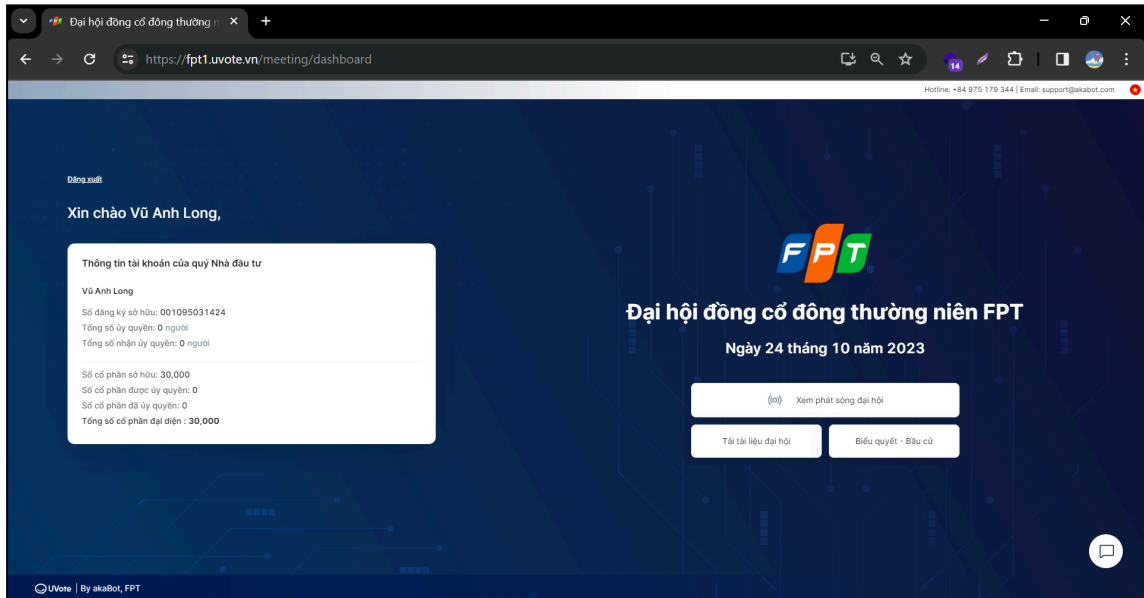 Đại hội đồng cổ đông thường n
https://fpt1.uvote.vn/meeting/dashboard
14
Hotline: +84 975 179 344 | Email: support@akabot.com
Đăng xuất
Xin chào Vũ Anh Long,
Thông tin tài khoản của quý Nhà đầu tư
Vũ Anh Long
Số đăng ký sở hữu: 001095031424
Tổng số ủy quyền: 0 người
Tổng số nhận ủy quyền: 0 người
Số cổ phần sở hữu: 30,000
Số cổ phần được ủy quyền: 0
Số cổ phần đã ủy quyền: 0
Tổng số cổ phần đại diện : 30,000
FPT
Đại hội đồng cổ đông thường niên FPT
Ngày 24 tháng 10 năm 2023
Xem phát sóng đại hội
Tải tài liệu đại hội
Biểu quyết - Bầu cử
UVote | By akaBot, FPT